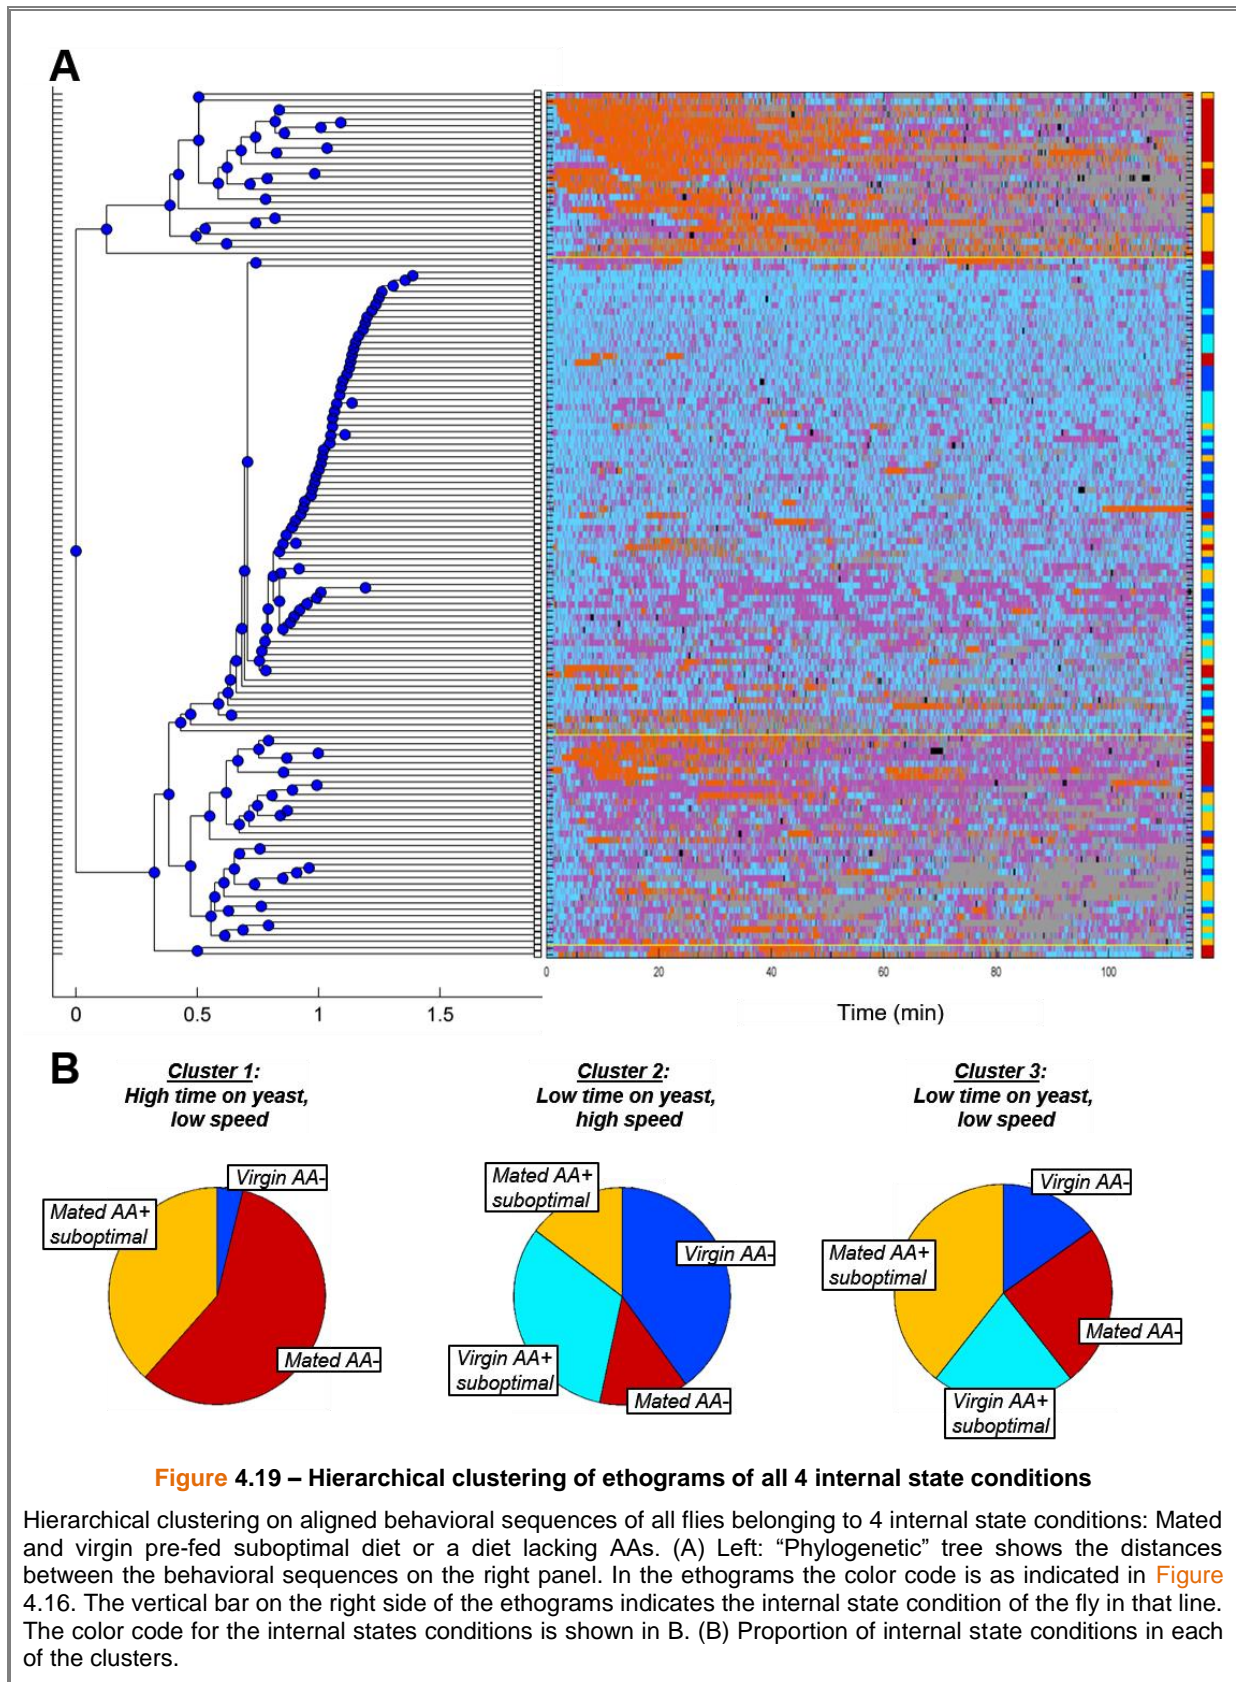 A
0 20 40 60 80 100
0 0.5 1 1.5
Time (min)
B
Cluster 1:
High time on yeast,
low speed
Cluster 2:
Low time on yeast,
high speed
Cluster 3:
Low time on yeast,
low speed
Virgin AA-
Mated AA+
suboptimal
Mated AA-
Mated AA+
suboptimal
Virgin AA-
Virgin AA+
suboptimal
Mated AA-
Virgin AA-
Mated AA+
suboptimal
Mated AA-
Virgin AA+
suboptimal
Figure 4.19 – Hierarchical clustering of ethograms of all 4 internal state conditions
Hierarchical clustering on aligned behavioral sequences of all flies belonging to 4 internal state conditions: Mated
and virgin pre-fed suboptimal diet or a diet lacking AAs. (A) Left: “Phylogenetic” tree shows the distances
between the behavioral sequences on the right panel. In the ethograms the color code is as indicated in Figure
4.16. The vertical bar on the right side of the ethograms indicates the internal state condition of the fly in that line.
The color code for the internal states conditions is shown in B. (B) Proportion of internal state conditions in each
of the clusters.